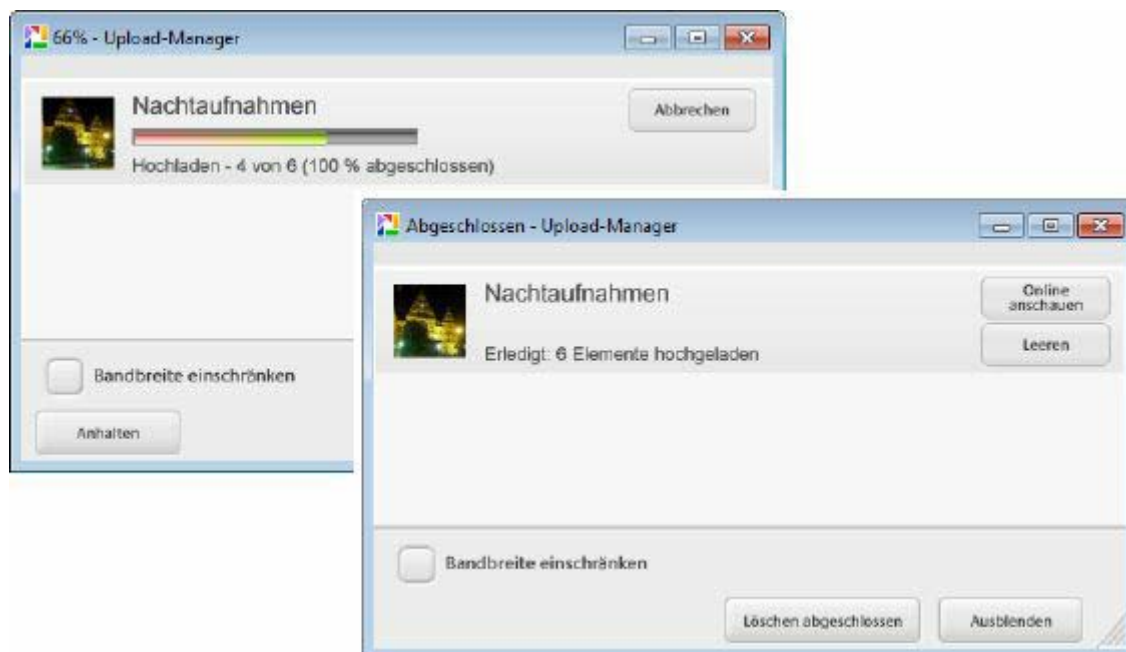 66% - Upload-Manager
Nachtaufnahmen
Abbrechen
Hochladen - 4 von 6 (100 % abgeschlossen)
Bandbreite einschränken
Anhalten
Abgeschlossen - Upload-Manager
Nachtaufnahmen
Online
anschauen
Erledigt: 6 Elemente hochgeladen
Leeren
Bandbreite einschränken
Löschen abgeschlossen
Ausblenden